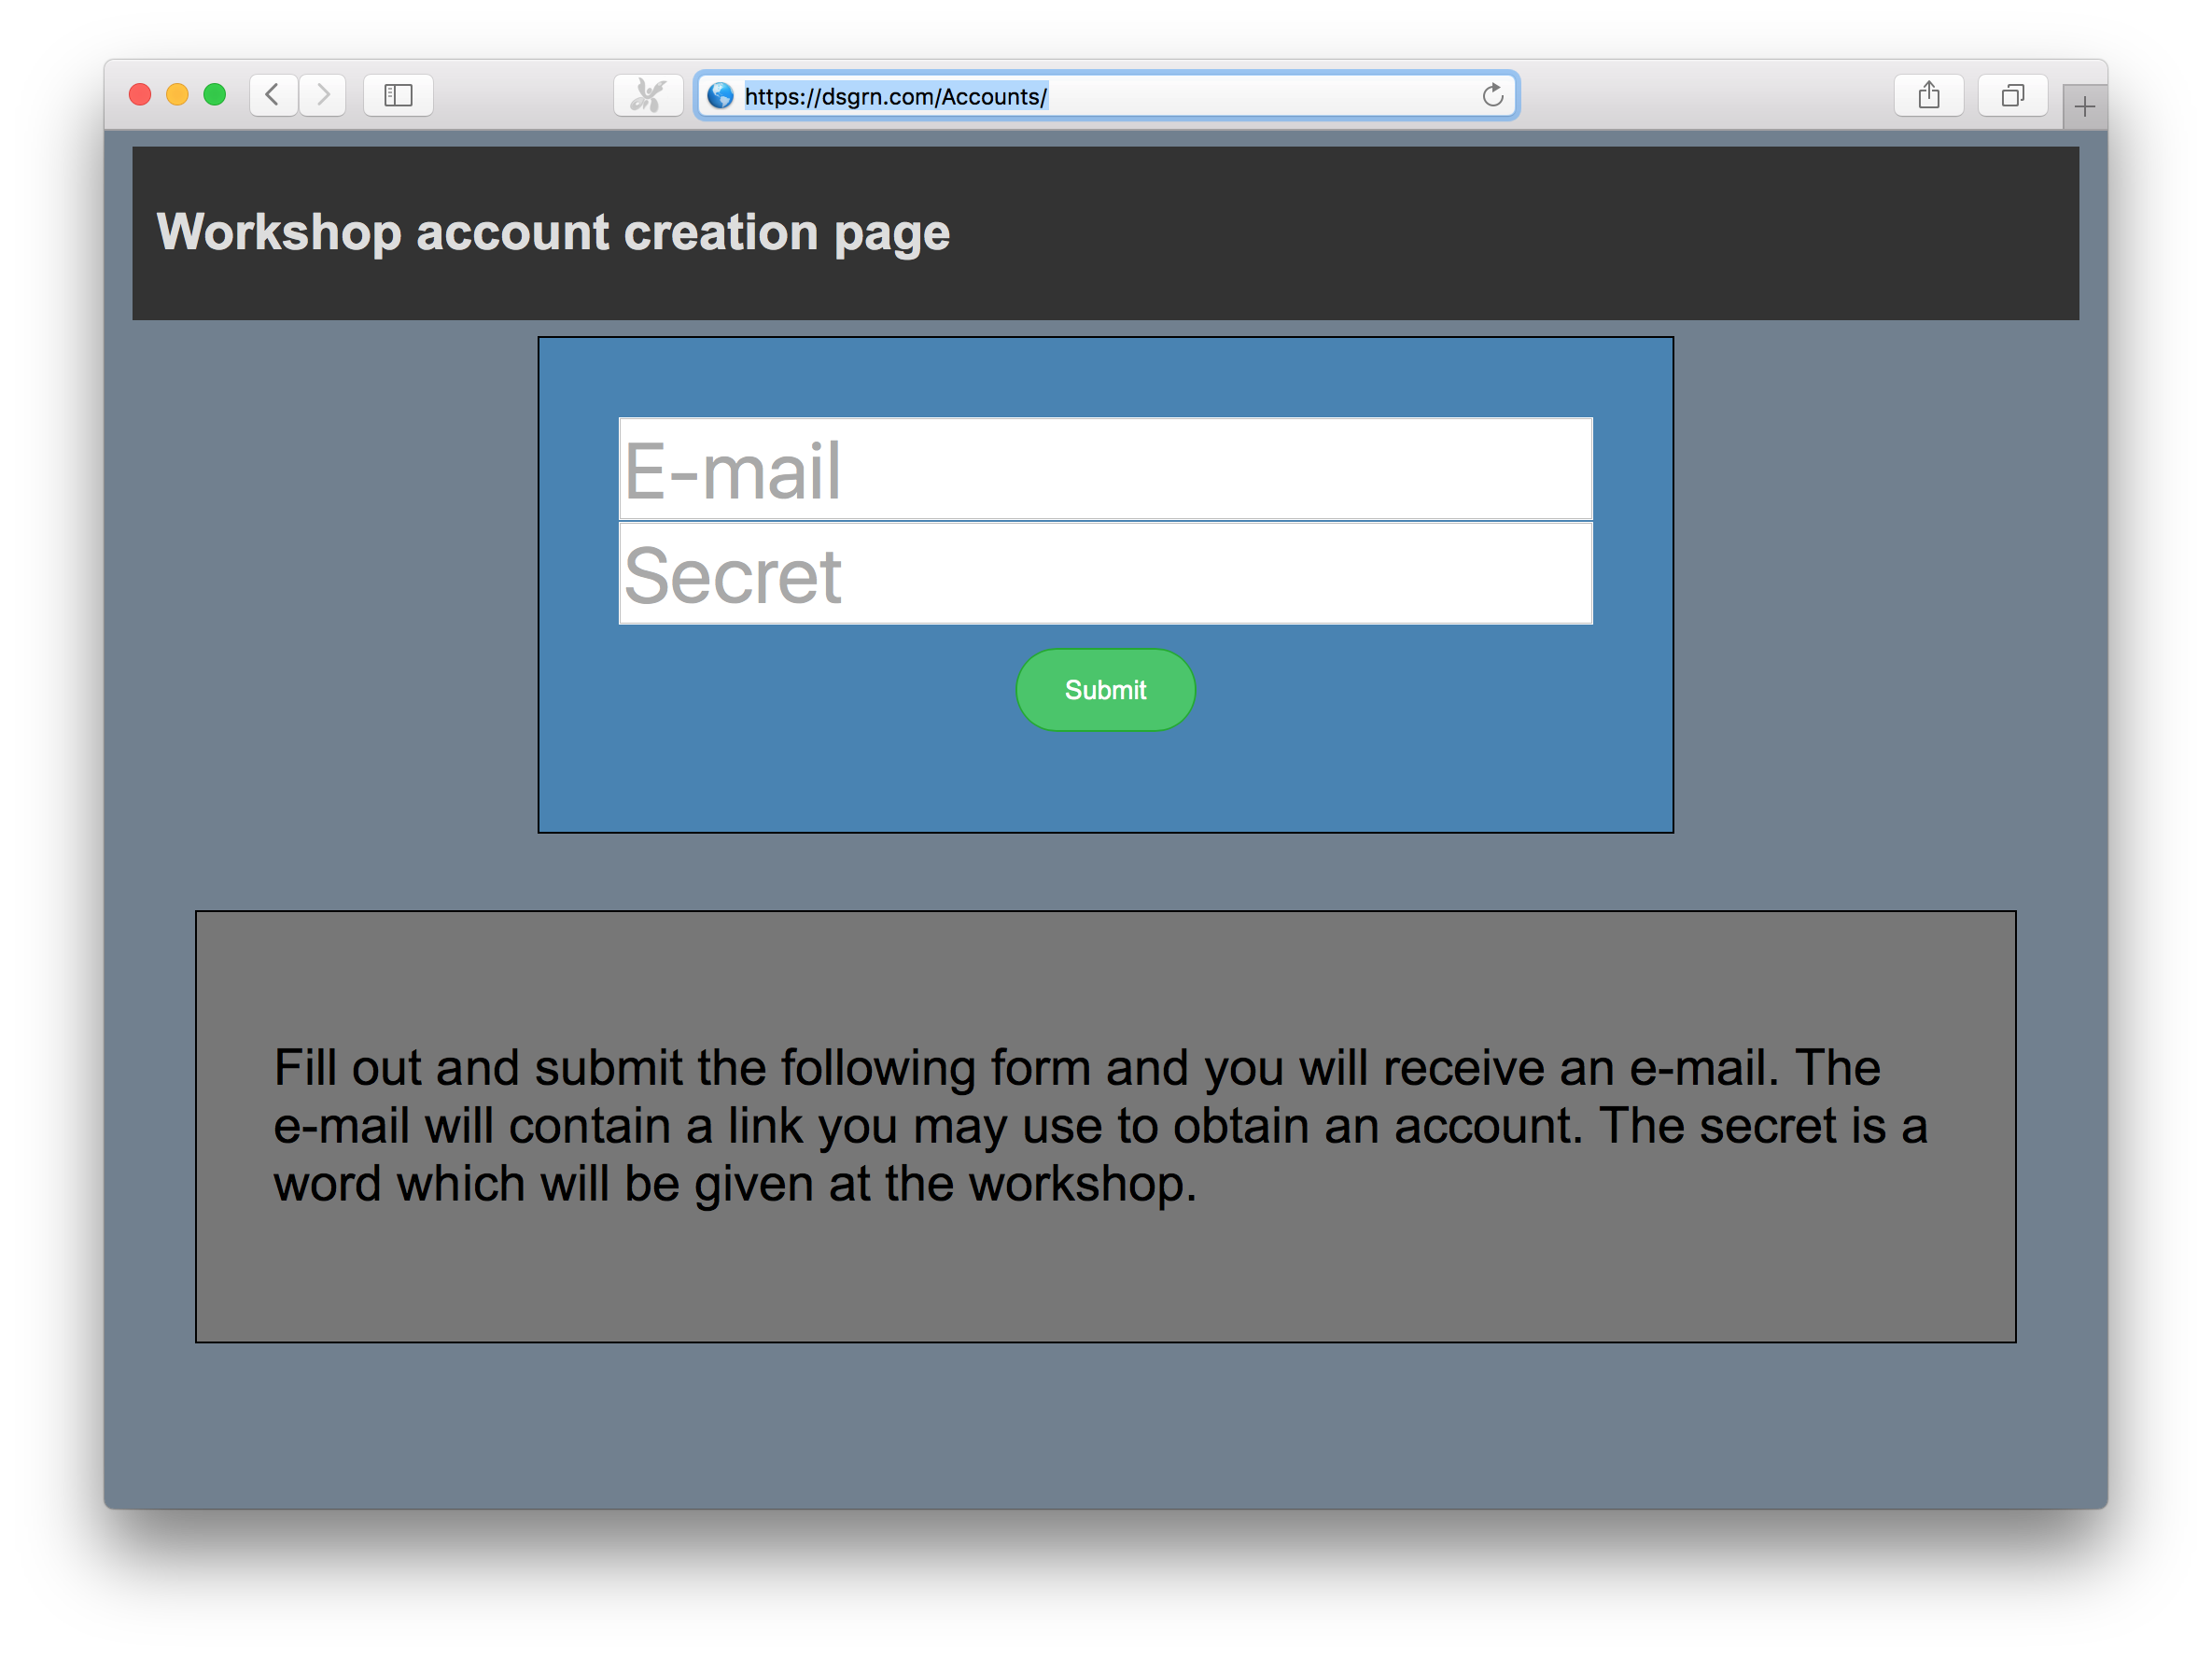 https://dsgrn.com/Accounts/
Workshop account creation page
E-mail
Secret
Submit
Fill out and submit the following form and you will receive an e-mail. The
e-mail will contain a link you may use to obtain an account. The secret is a
word which will be given at the workshop.